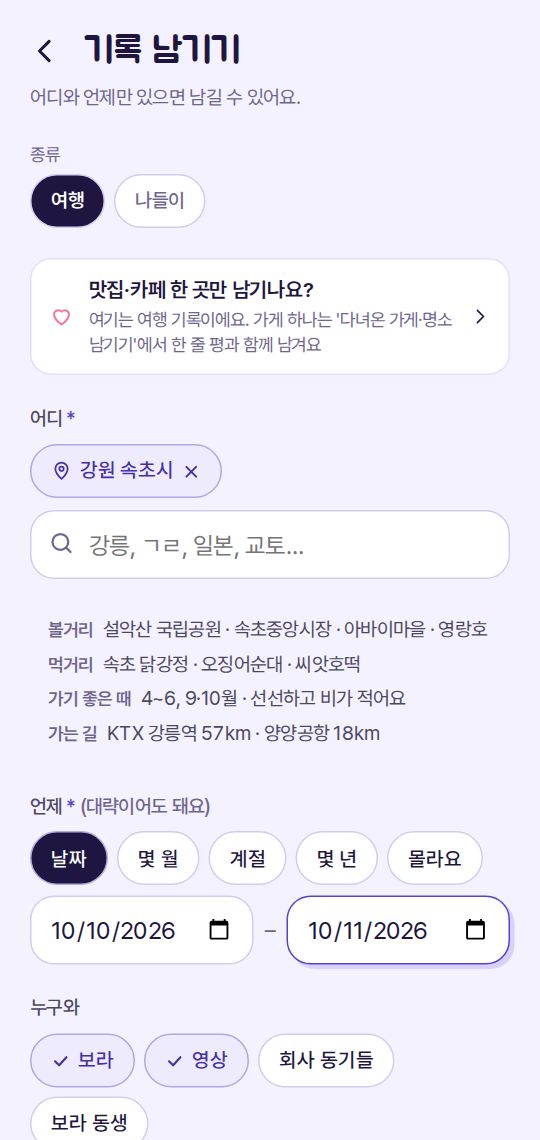 기록 남기기
어디와 언제만 있으면 남길 수 있어요.
종류
여행
나들이
맛집·카페 한 곳만 남기나요?
여기는 여행 기록이에요. 가게 하나는 '다녀온 가게·명소
남기기'에서 한 줄 평과 함께 남겨요
어디 *
강원 속초시
강릉, ㄱㄹ, 일본, 교토...
볼거리 설악산 국립공원 · 속초중앙시장 · 아바이마을 · 영랑호
먹거리 속초 닭강정 · 오징어순대 · 씨앗호떡
가기 좋은 때 4~6, 9·10월 · 선선하고 비가 적어요
가는 길 KTX 강릉역 57km · 양양공항 18km
언제 * (대략이어도 돼요)
날짜
몇 월
계절
몇 년
몰라요
10/10/2026 – 10/11/2026
누구와
보라
영상
회사 동기들
보라 동생